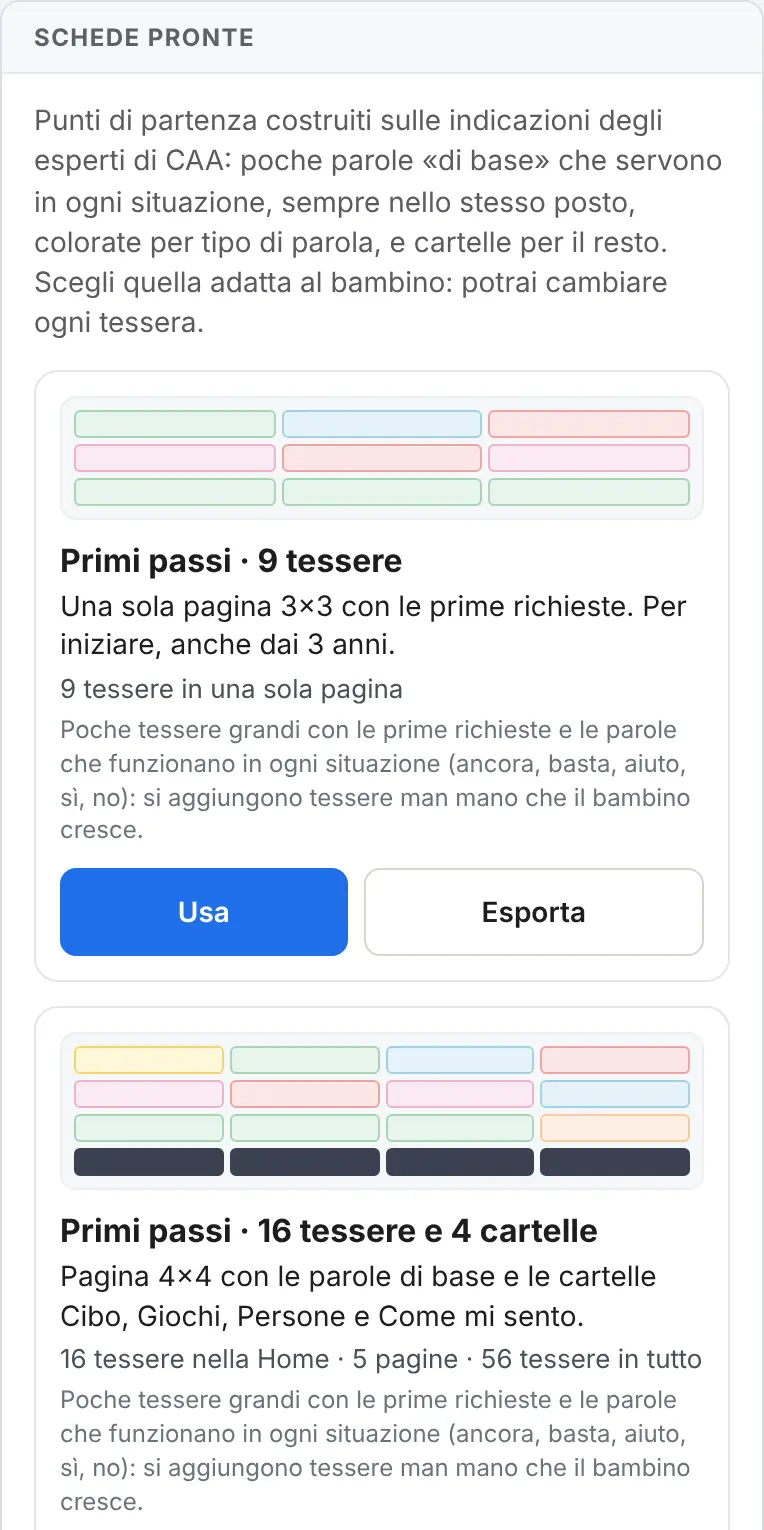 SCHEDE PRONTE
Punti di partenza costruiti sulle indicazioni degli
esperti di CAA: poche parole «di base» che servono
in ogni situazione, sempre nello stesso posto,
colorate per tipo di parola, e cartelle per il resto.
Scegli quella adatta al bambino: potrai cambiare
ogni tessera.
Primi passi · 9 tessere
Una sola pagina 3×3 con le prime richieste. Per
iniziare, anche dai 3 anni.
9 tessere in una sola pagina
Poche tessere grandi con le prime richieste e le parole
che funzionano in ogni situazione (ancora, basta, aiuto,
sì, no): si aggiungono tessere man mano che il bambino
cresce.
Usa
Esporta
Primi passi · 16 tessere e 4 cartelle
Pagina 4×4 con le parole di base e le cartelle
Cibo, Giochi, Persone e Come mi sento.
16 tessere nella Home · 5 pagine · 56 tessere in tutto
Poche tessere grandi con le prime richieste e le parole
che funzionano in ogni situazione (ancora, basta, aiuto,
sì, no): si aggiungono tessere man mano che il bambino
cresce.